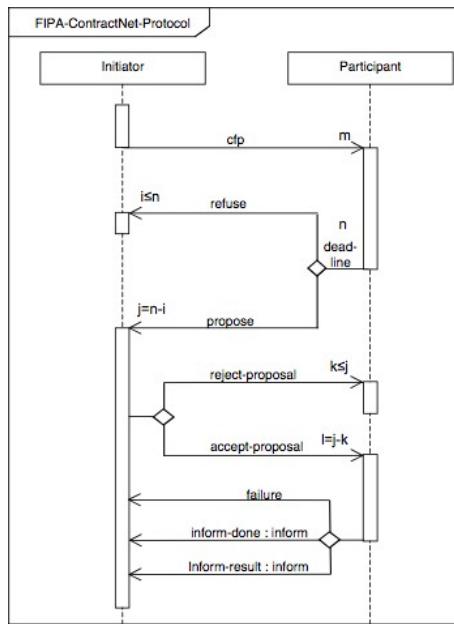 FIPA-ContractNet-Protocol
Initiator
Participant
cfp
m
i≤n
refuse
n
dead-
line
j=n-i
propose
k≤j
reject-proposal
accept-proposal
l=j-k
failure
inform-done : inform
Inform-result : inform